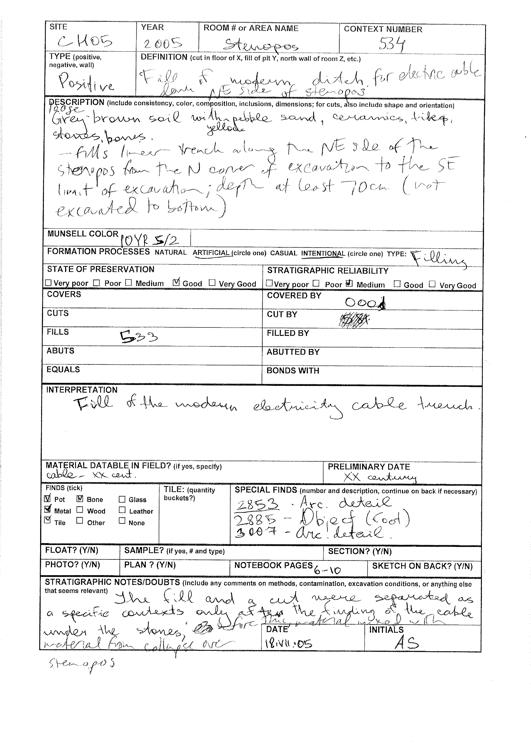 SITE YEAR ROOM # or AREA NAME CONTEXT NUMBER
CH05 2005 Stenopos 534
TYPE (positive, negative, wall) DEFINITION (cut in floor of X, fill of pit Y, north wall of room Z, etc.)
Positive Fill of modern ditch for electric cable
down NE side of stenopos
DESCRIPTION (include consistency, color, composition, inclusions, dimensions; for cuts, also include shape and orientation)
loose
Grey-brown soil with pebble sand, ceramics, tiles,
stones, bones. yellow
- fills linear trench along the NE side of the
stenopos from the N corner of excavation to the SE
limit of excavation; depth at least 70cm (not
excavated to bottom)
MUNSELL COLOR 10YR 5/2
FORMATION PROCESSES NATURAL ARTIFICIAL (circle one) CASUAL INTENTIONAL (circle one) TYPE: Filling
STATE OF PRESERVATION STRATIGRAPHIC RELIABILITY
Very poor Poor Medium Good Very Good Very poor Poor Medium Good Very Good
COVERS COVERED BY 0001
CUTS CUT BY
FILLS 533 FILLED BY
ABUTS ABUTTED BY
EQUALS BONDS WITH
INTERPRETATION
Fill of the modern electricity cable trench.
MATERIAL DATABLE IN FIELD? (if yes, specify) PRELIMINARY DATE
cable - XX cent. XX century
FINDS (tick) TILE: (quantity buckets?) SPECIAL FINDS (number and description, continue on back if necessary)
Pot Bone Glass 2853 - Arc. detail
Metal Wood Leather 2885 - Object (tool)
Tile Other None 3007 - arc. detail.
FLOAT? (Y/N) SAMPLE? (if yes, # and type) SECTION? (Y/N)
PHOTO? (Y/N) PLAN ? (Y/N) NOTEBOOK PAGES 6-10 SKETCH ON BACK? (Y/N)
STRATIGRAPHIC NOTES/DOUBTS (include any comments on methods, contamination, excavation conditions, or anything else
that seems relevant) The fill and a cut were separated as
a specific contexts only after the finding of the cable
under the stones; before this material mixed with
material from collapse over
stenopos
DATE INITIALS
18.VII.05 AS